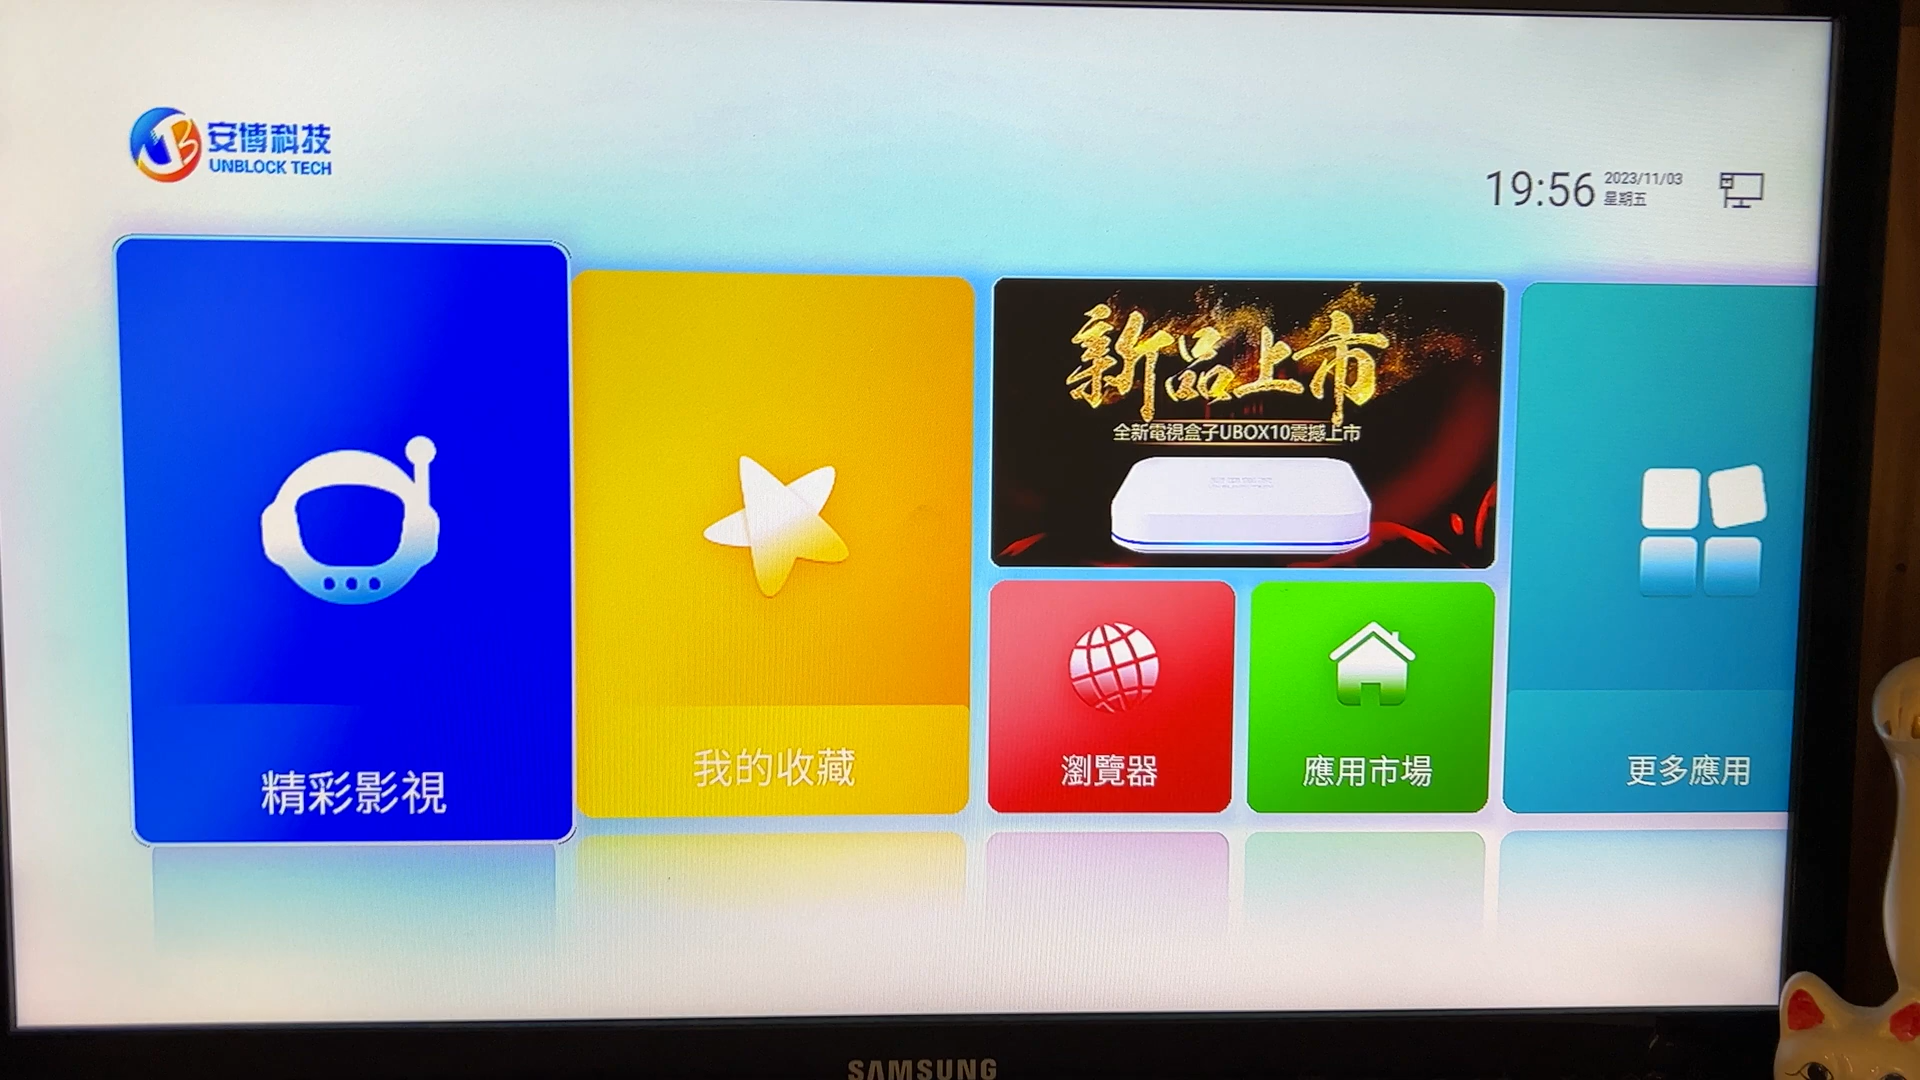 安博科技
UNBLOCK TECH
19:56
2023/11/03
星期五
新品上市
全新電視盒子UBOX10震撼上市
精彩影視
我的收藏
瀏覽器
應用市場
更多應用
SAMSUNG